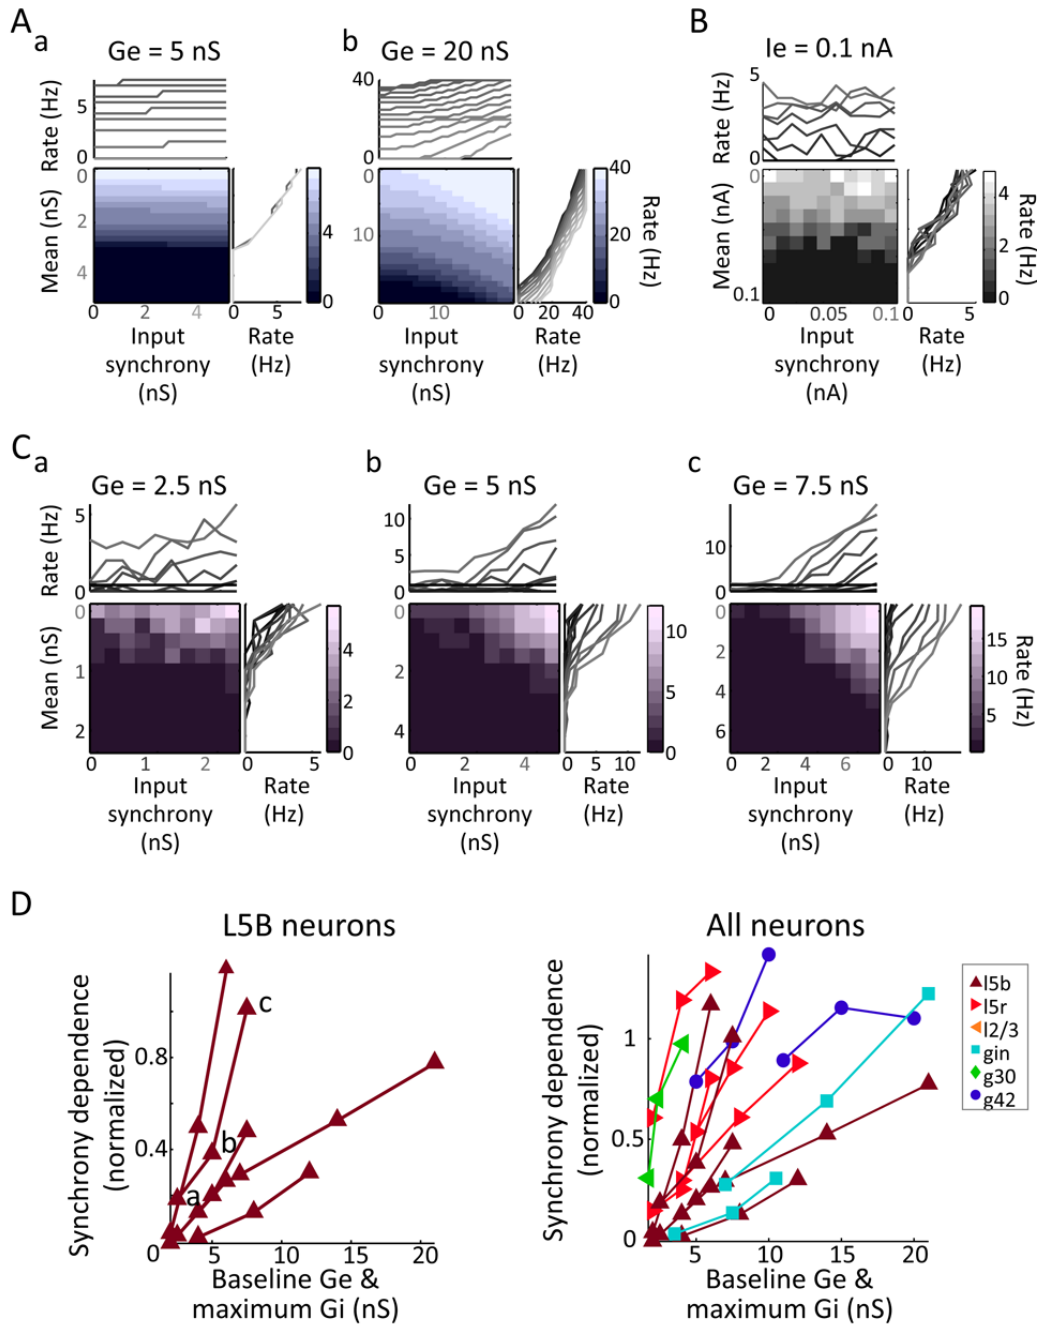 A
a
Ge = 5 nS
b
Ge = 20 nS
B
Ie = 0.1 nA
Rate (Hz)
5
0
40
0
Rate (Hz)
5
0
Mean (nS)
0
2
4
0
2
4
0
5
4
0
Input
synchrony
(nS)
Rate
(Hz)
0
10
0
10
0
20
40
40
20
0
Rate
(Hz)
Input
synchrony
(nS)
Rate
(Hz)
Mean (nA)
0
0.1
0
0.05
0.1
0
5
4
2
0
Rate (Hz)
Input
synchrony
(nA)
Rate
(Hz)
C
a
Ge = 2.5 nS
b
Ge = 5 nS
c
Ge = 7.5 nS
Rate (Hz)
5
0
10
5
0
10
0
Mean (nS)
0
1
2
0
1
2
0
5
4
2
0
Input
synchrony
(nS)
Rate
(Hz)
0
2
4
0
2
4
0
5
10
10
5
0
Input
synchrony
(nS)
Rate
(Hz)
0
2
4
6
0
2
4
6
0
10
15
10
5
Rate (Hz)
Input
synchrony
(nS)
Rate
(Hz)
D
L5B neurons
All neurons
Synchrony dependence
(normalized)
0.8
0.4
0
5
10
15
20
a
b
c
Baseline Ge &
maximum Gi (nS)
Synchrony dependence
(normalized)
1
0.5
0
5
10
15
20
Baseline Ge &
maximum Gi (nS)
l5b
l5r
l2/3
gin
g30
g42